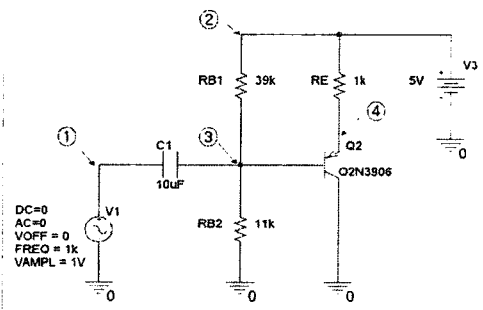 2
V3
RB1 39k
RE 1k
5V
4
1
C1
3
Q2
10uF
Q2N3906
0
DC=0
AC=0
VOFF = 0
FREQ = 1k
VAMPL = 1V
V1
RB2 11k
0
0
0